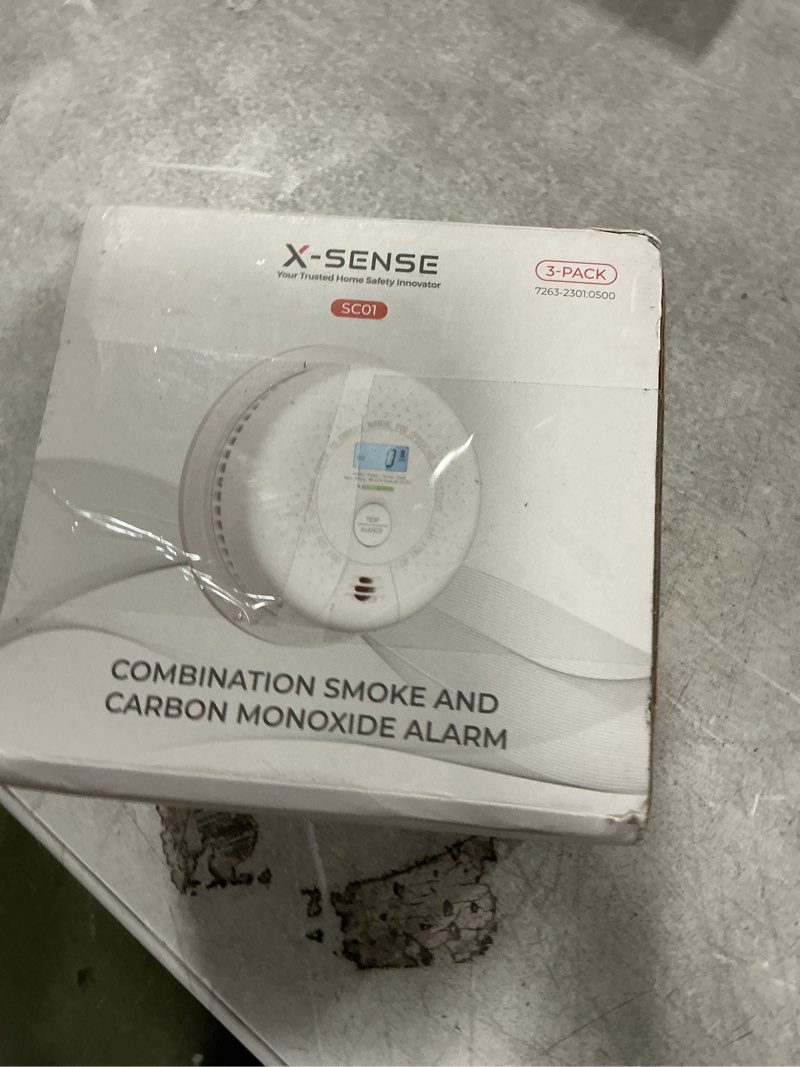 X-SENSE
Your Trusted Home Safety Innovator
SC01
3-PACK
7263-2301:0500
0
TEST
SILENCE
COMBINATION SMOKE AND
CARBON MONOXIDE ALARM